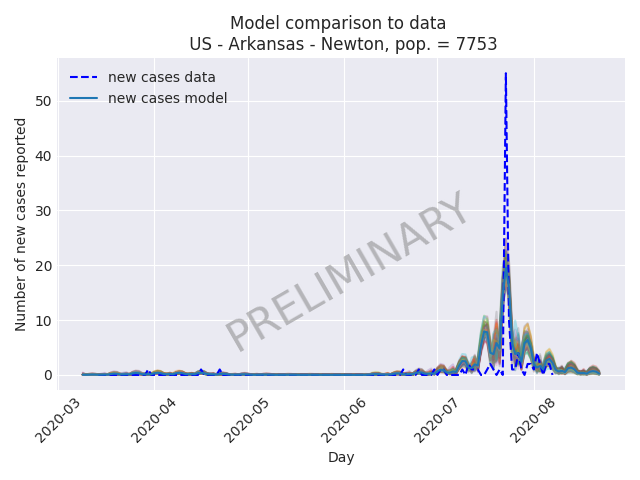 Model comparison to data
US - Arkansas - Newton, pop. = 7753
new cases data
new cases model
Number of new cases reported
50
40
30
20
10
0
PRELIMINARY
2020-03
2020-04
2020-05
2020-06
2020-07
2020-08
Day